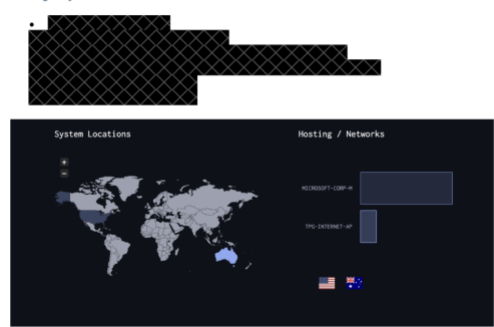 System Locations
Hosting / Networks
+
−
MICROSOFT-CORP-M
TPG-INTERNET-AP